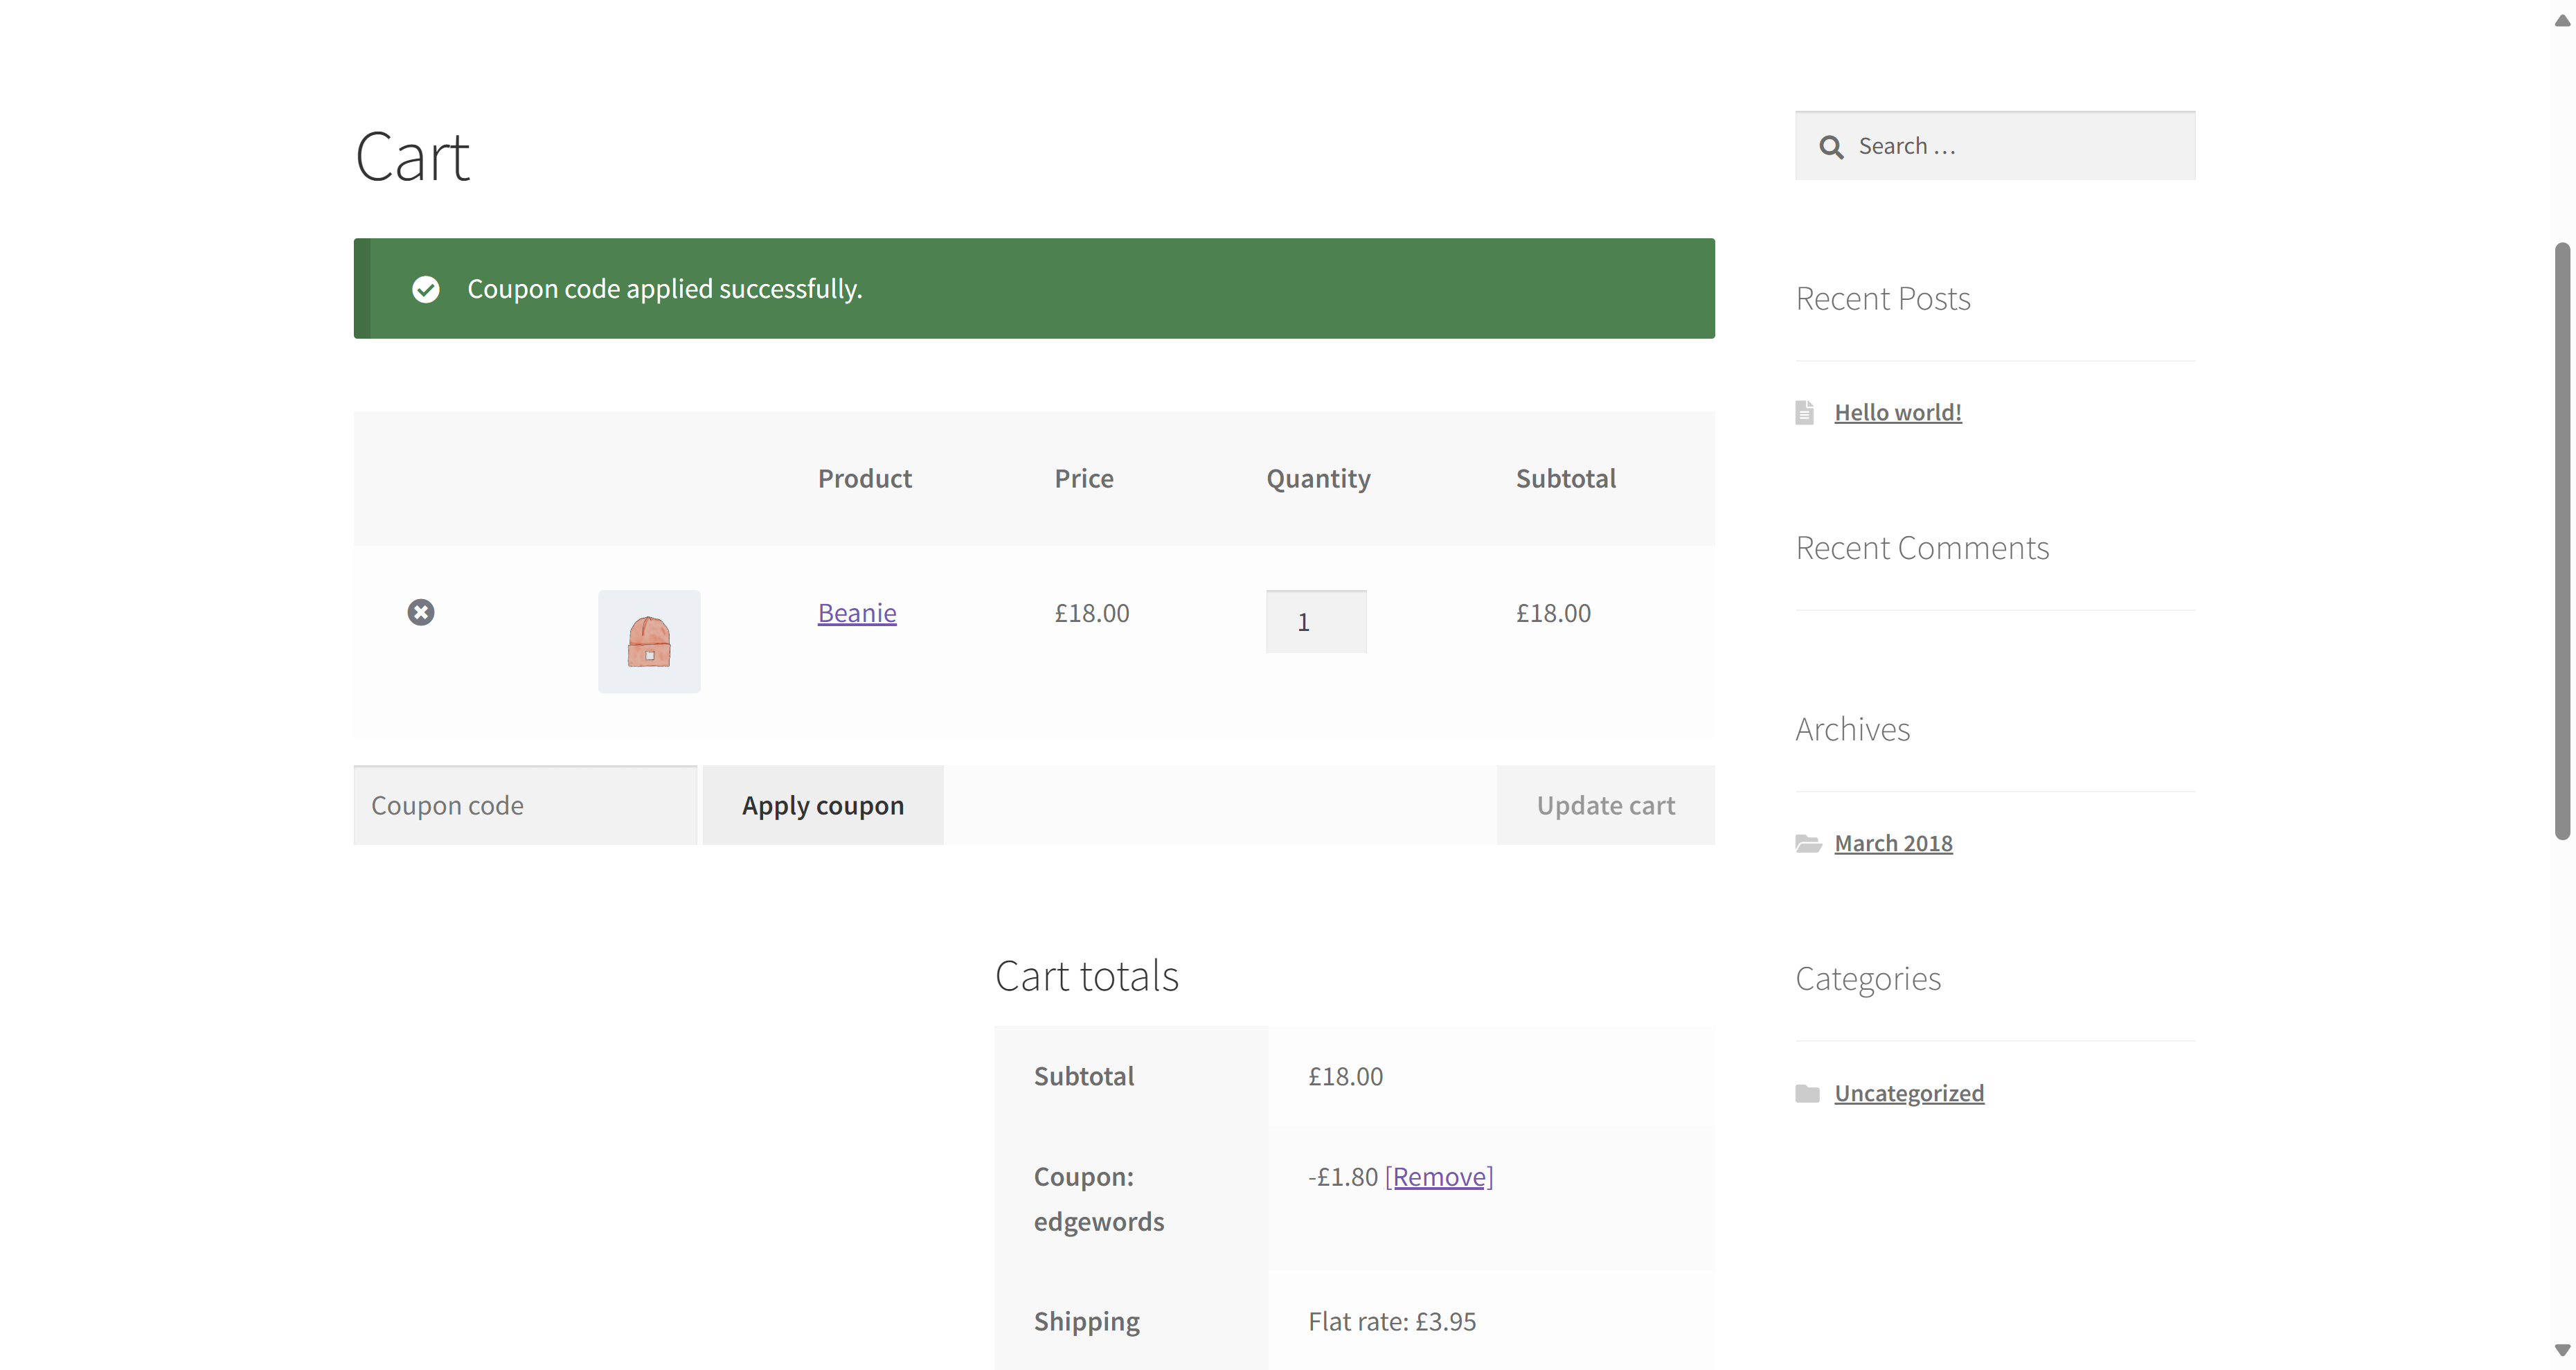 Cart
Coupon code applied successfully.
Product Price Quantity Subtotal
Beanie £18.00 1 £18.00
Coupon code Apply coupon Update cart
Cart totals
Subtotal £18.00
Coupon: -£1.80 [Remove]
edgewords
Shipping Flat rate: £3.95
Search …
Recent Posts
Hello world!
Recent Comments
Archives
March 2018
Categories
Uncategorized